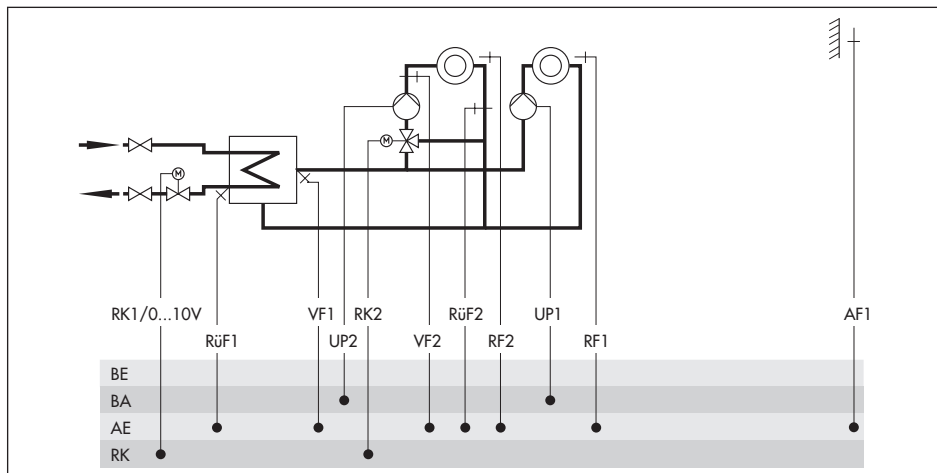 M
M
RK1/0...10V VF1 RK2 RüF2 UP1 AF1
RüF1 UP2 VF2 RF2 RF1
BE
BA
AE
RK